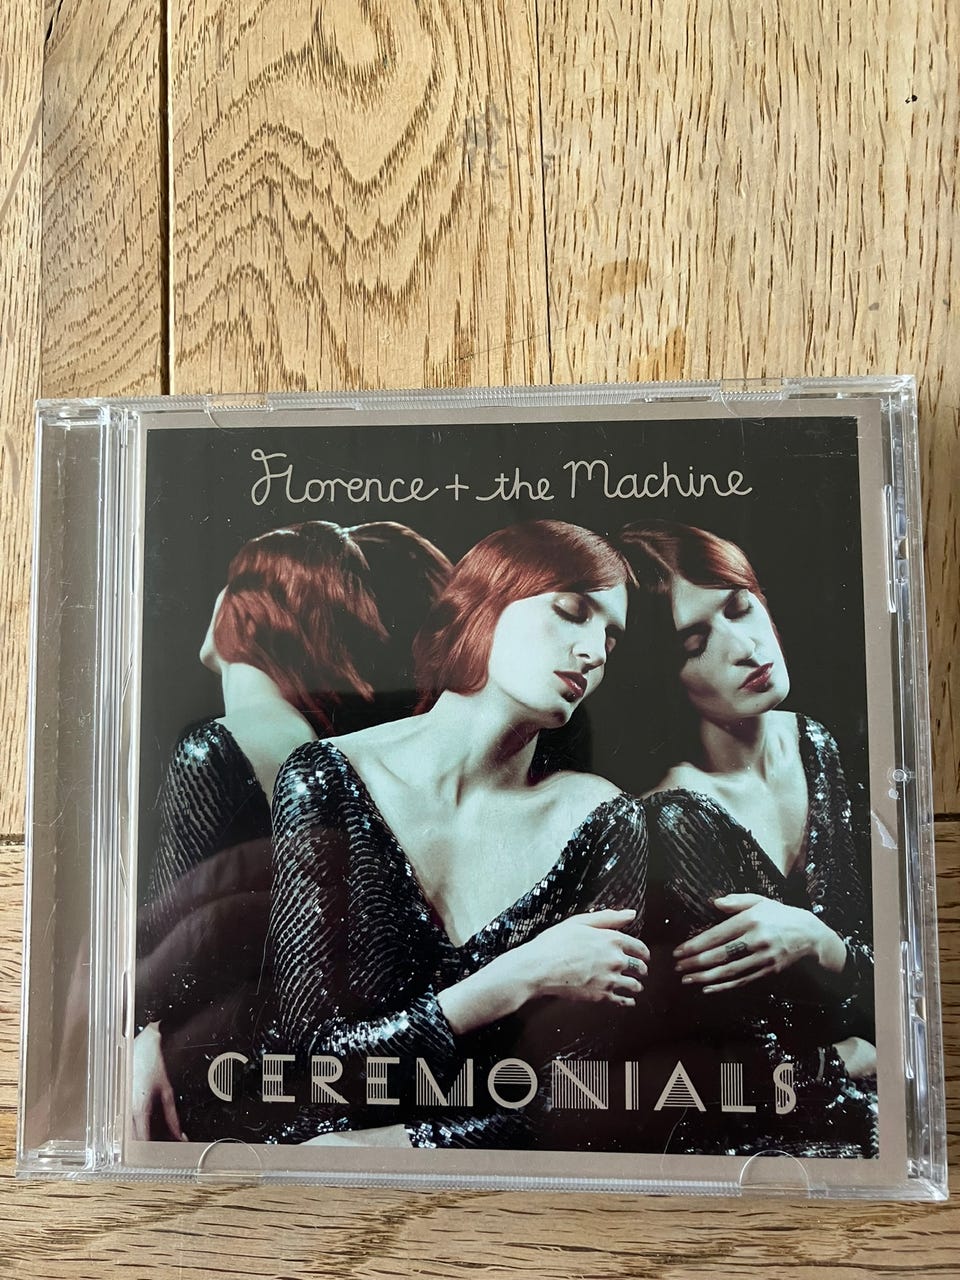 Florence + the Machine
CEREMONIALS